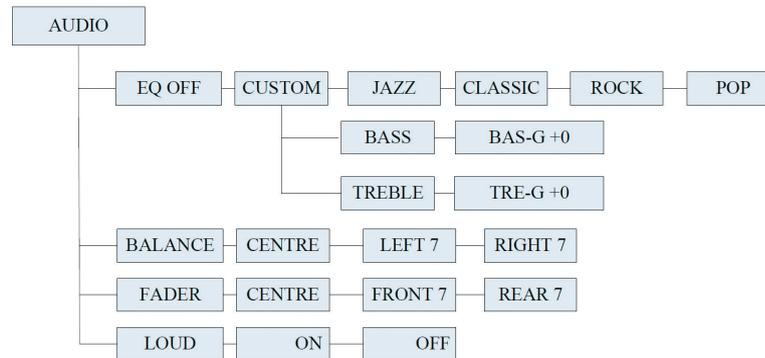 AUDIO
EQ OFF CUSTOM JAZZ CLASSIC ROCK POP
BASS BAS-G +0
TREBLE TRE-G +0
BALANCE CENTRE LEFT 7 RIGHT 7
FADER CENTRE FRONT 7 REAR 7
LOUD ON OFF